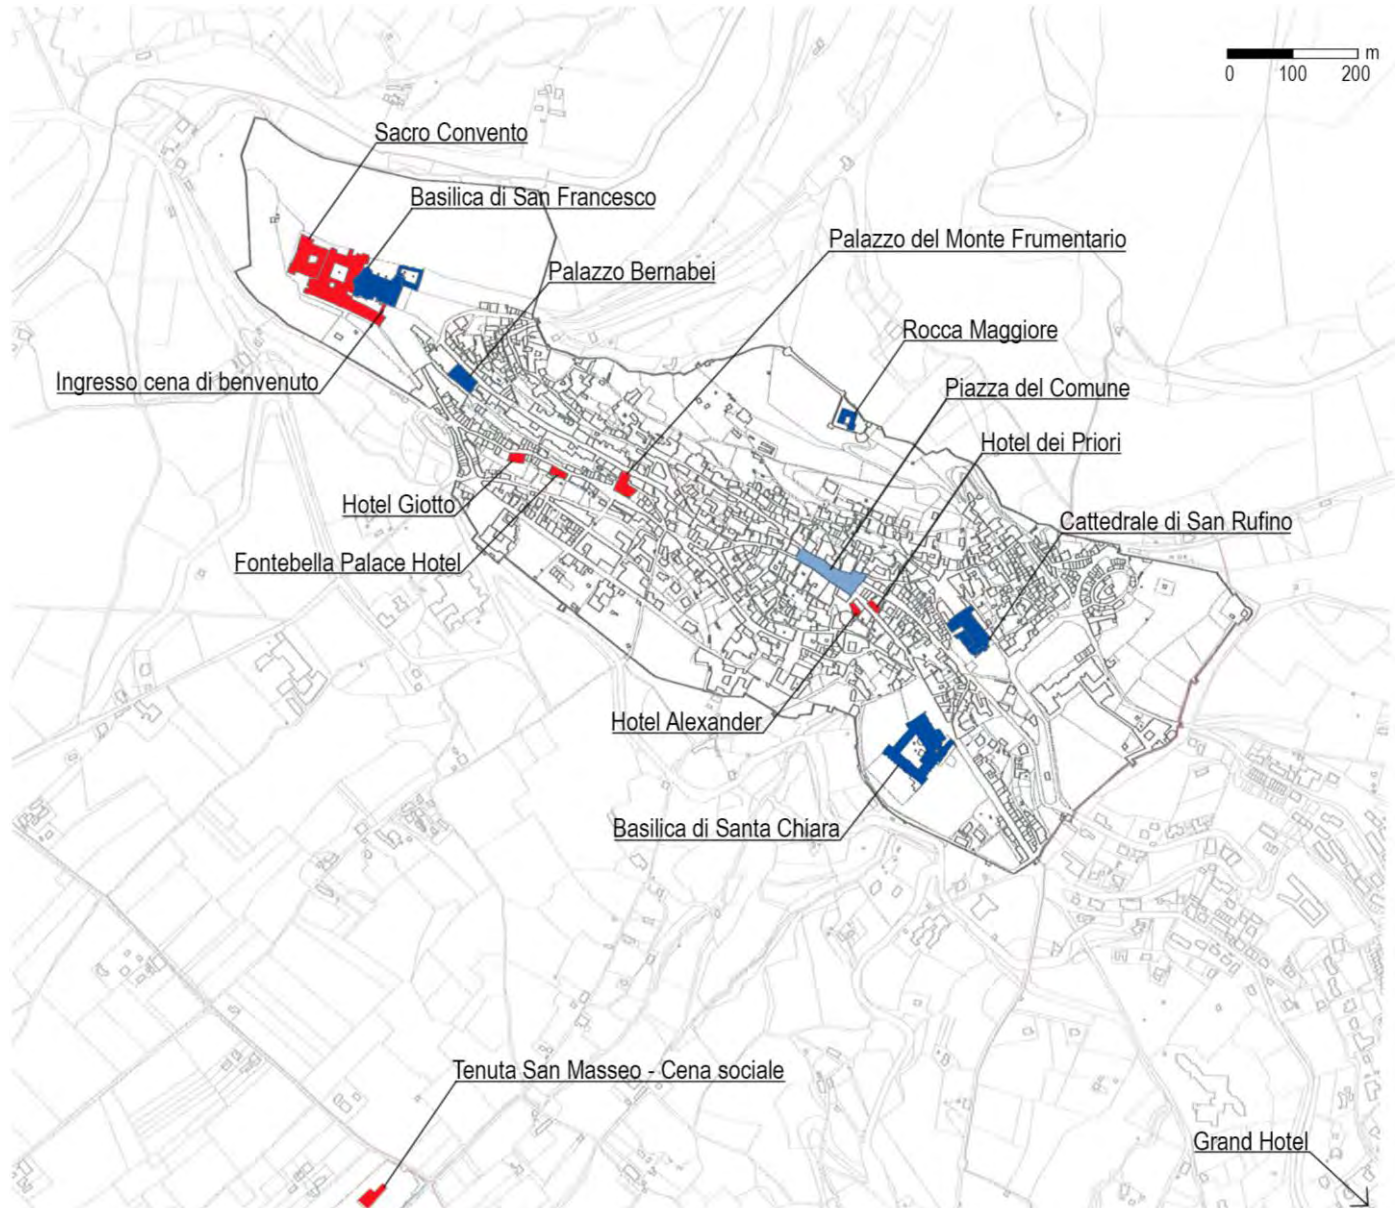 m
0 100 200
Sacro Convento
Basilica di San Francesco
Palazzo del Monte Frumentario
Palazzo Bernabei
Rocca Maggiore
Ingresso cena di benvenuto
Piazza del Comune
Hotel dei Priori
Hotel Giotto
Cattedrale di San Rufino
Fontebella Palace Hotel
Hotel Alexander
Basilica di Santa Chiara
Tenuta San Masseo - Cena sociale
Grand Hotel